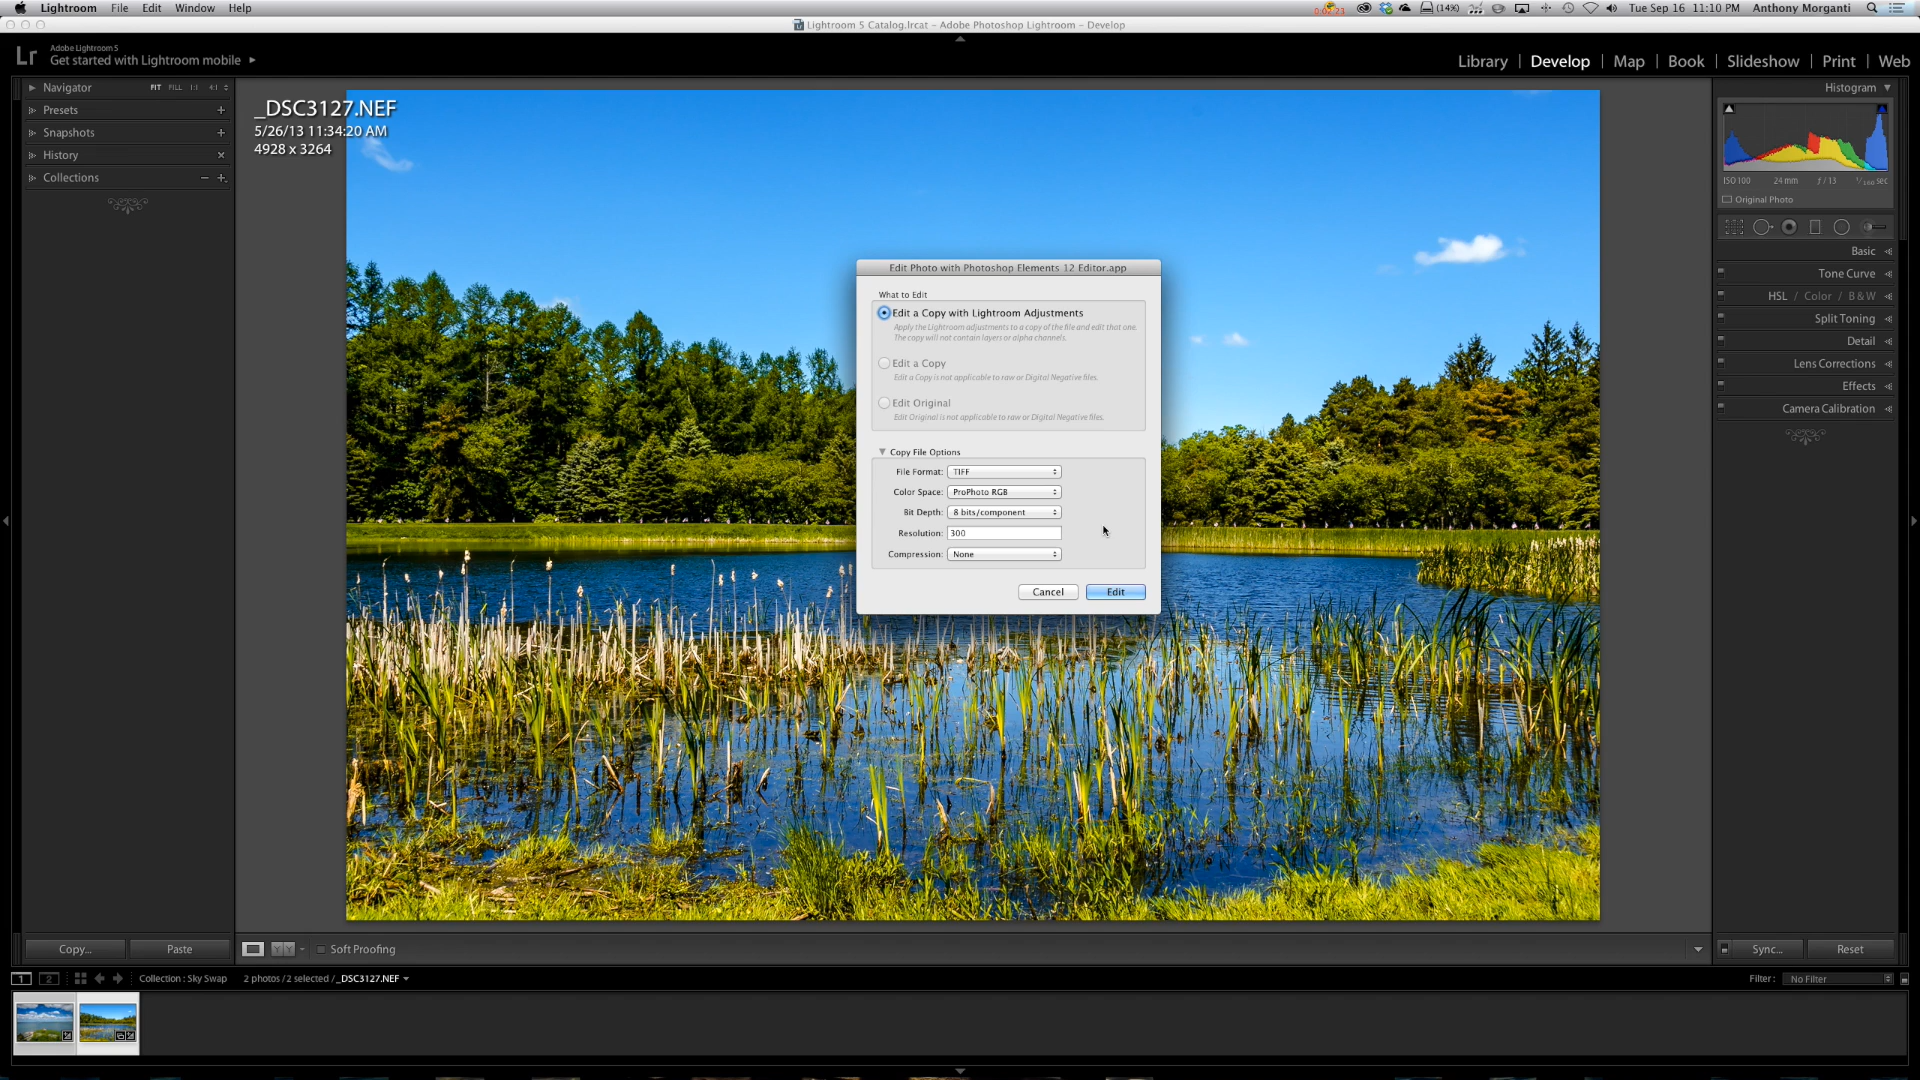 Lightroom File Edit Window Help
(14%) Tue Sep 16 11:10 PM Anthony Morganti
Lightroom 5 Catalog.lrcat - Adobe Photoshop Lightroom - Develop
Lr
Adobe Lightroom 5
Get started with Lightroom mobile
Library | Develop | Map | Book | Slideshow | Print | Web
Navigator FIT FILL 1:1
Presets
Snapshots
History
Collections
_DSC3127.NEF
5/26/13 11:34:20 AM
4928 x 3264
Edit Photo with Photoshop Elements 12 Editor.app
What to Edit
Edit a Copy with Lightroom Adjustments
Apply the Lightroom adjustments to a copy of the file and edit that one.
The copy will not contain layers or alpha channels.
Edit a Copy
Edit a Copy is not applicable to raw or Digital Negative files.
Edit Original
Edit Original is not applicable to raw or Digital Negative files.
Copy File Options
File Format: TIFF
Color Space: ProPhoto RGB
Bit Depth: 8 bits/component
Resolution: 300
Compression: None
Cancel Edit
Histogram
ISO 100 24 mm ƒ / 13 1/100 sec
Original Photo
Basic
Tone Curve
HSL / Color / B & W
Split Toning
Detail
Lens Corrections
Effects
Camera Calibration
Copy... Paste
Y Y
Soft Proofing
Sync... Reset
1 2 Collection : Sky Swap 2 photos / 2 selected / _DSC3127.NEF
Filter : No Filter